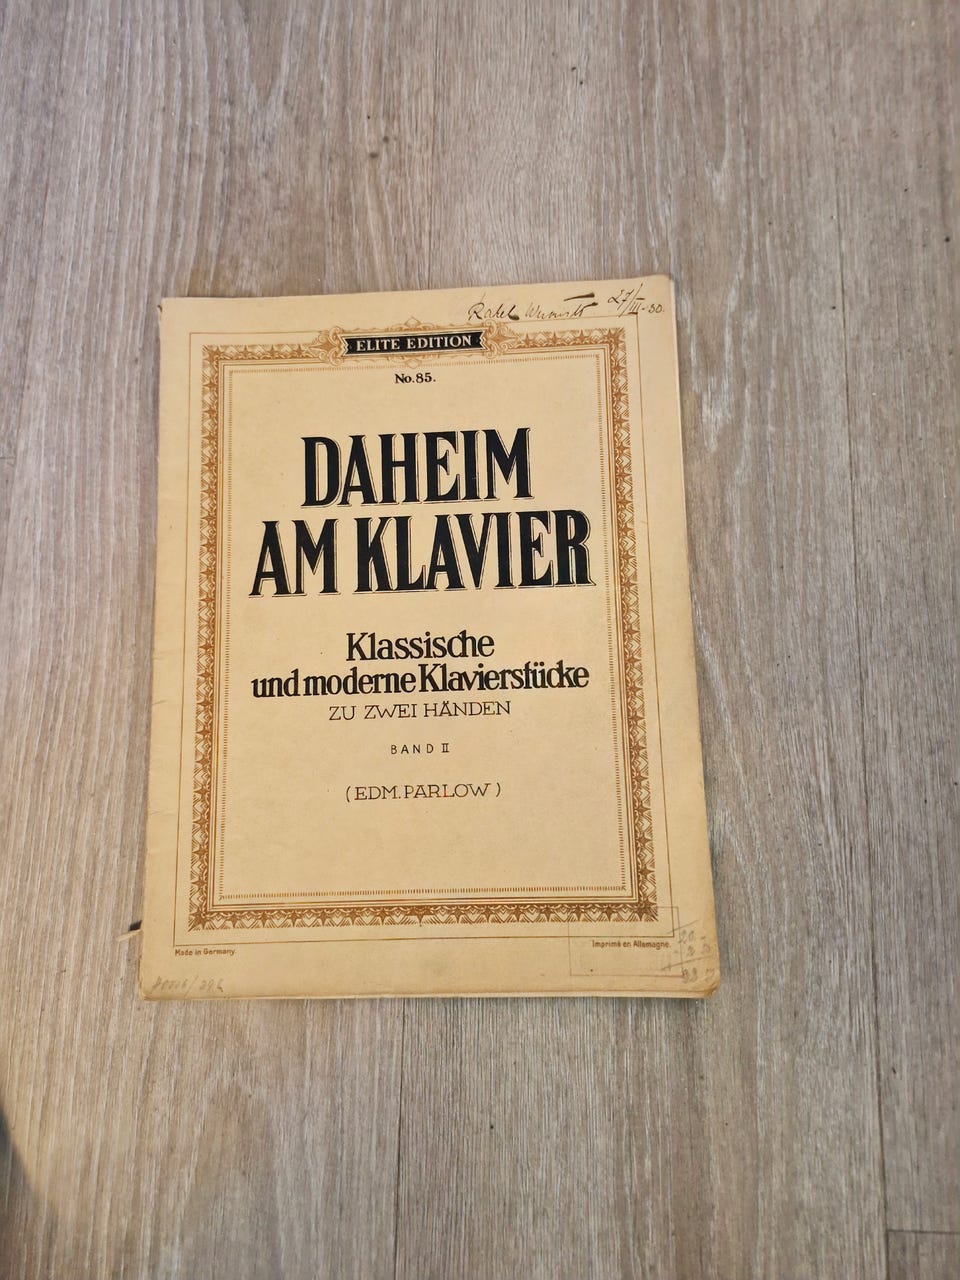 27/III-30.
ELITE EDITION
No.85.
DAHEIM
AM KLAVIER
Klassische
und moderne Klavierstücke
ZU ZWEI HÄNDEN
BAND II
(EDM. PARLOW)
Made in Germany.
Imprimé en Allemagne.